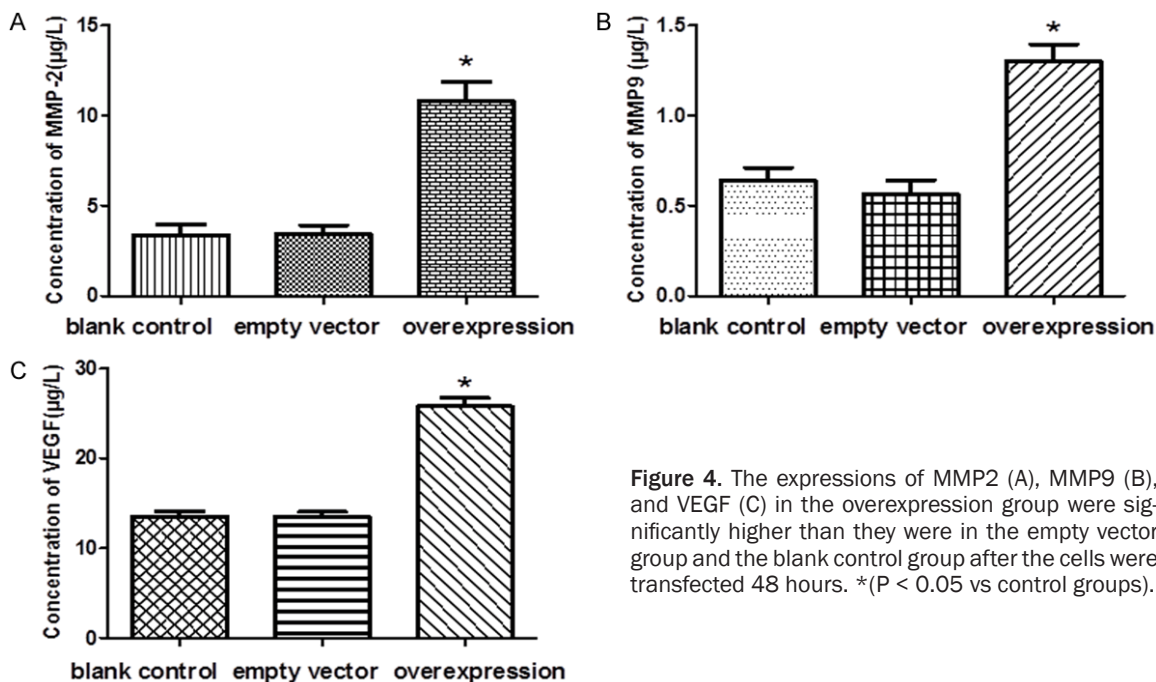 A
Concentration of MMP-2(µg/L)
15
10
5
0
*
blank control empty vector overexpression
B
Concentration of MMP9 (µg/L)
1.5
1.0
0.5
0.0
*
blank control empty vector overexpression
C
Concentration of VEGF(µg/L)
30
20
10
0
*
blank control empty vector overexpression
Figure 4. The expressions of MMP2 (A), MMP9 (B),
and VEGF (C) in the overexpression group were sig-
nificantly higher than they were in the empty vector
group and the blank control group after the cells were
transfected 48 hours. *(P < 0.05 vs control groups).